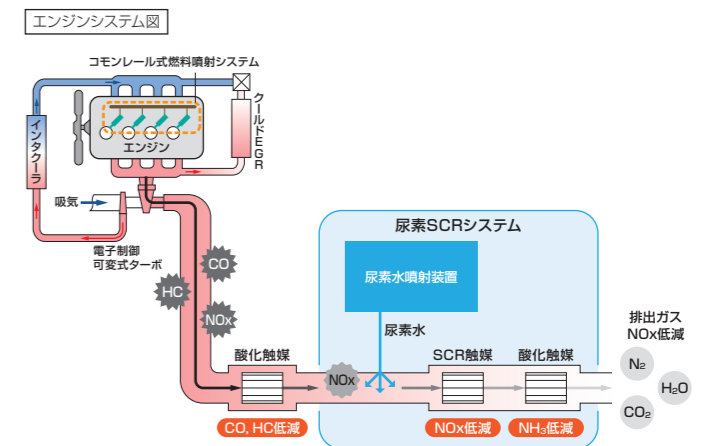 エンジンシステム図
コモンレール式燃料噴射システム
クールドEGR
インタクーラ
エンジン
吸気
電子制御
可変式ターボ
CO
HC
NOx
尿素SCRシステム
尿素水噴射装置
尿素水
酸化触媒
NOx
SCR触媒
酸化触媒
CO, HC低減
NOx低減
NH₃低減
排出ガス
NOx低減
N₂
H₂O
CO₂